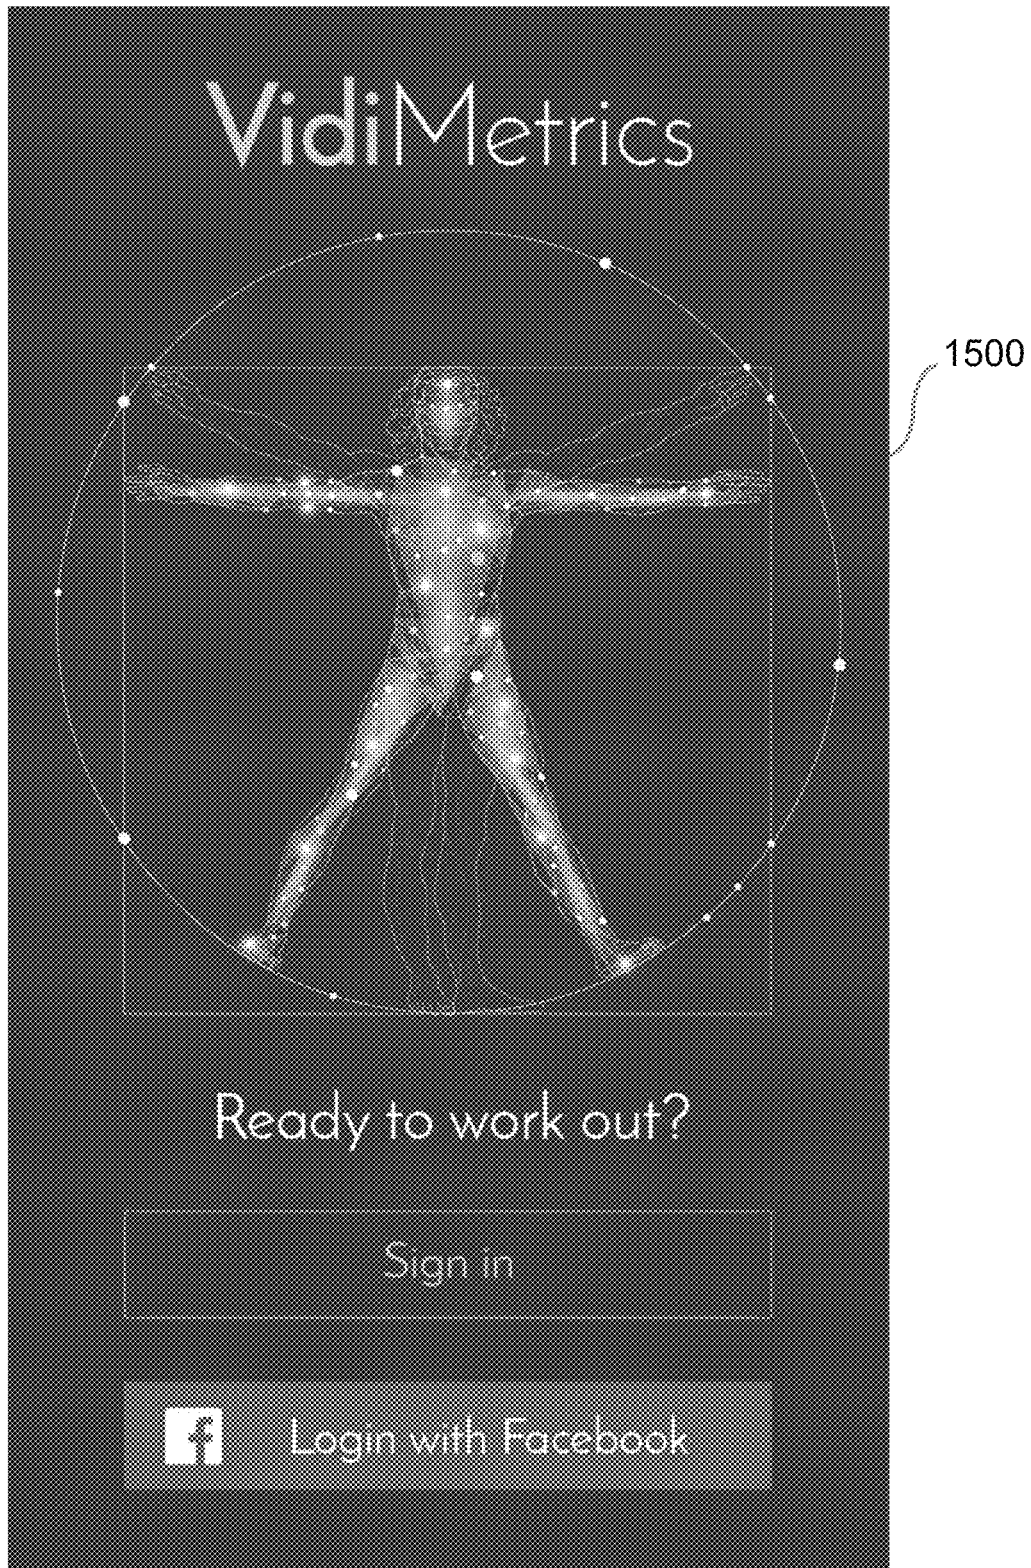 VidiMetrics
1500
Ready to work out?
Sign in
f
Login with Facebook